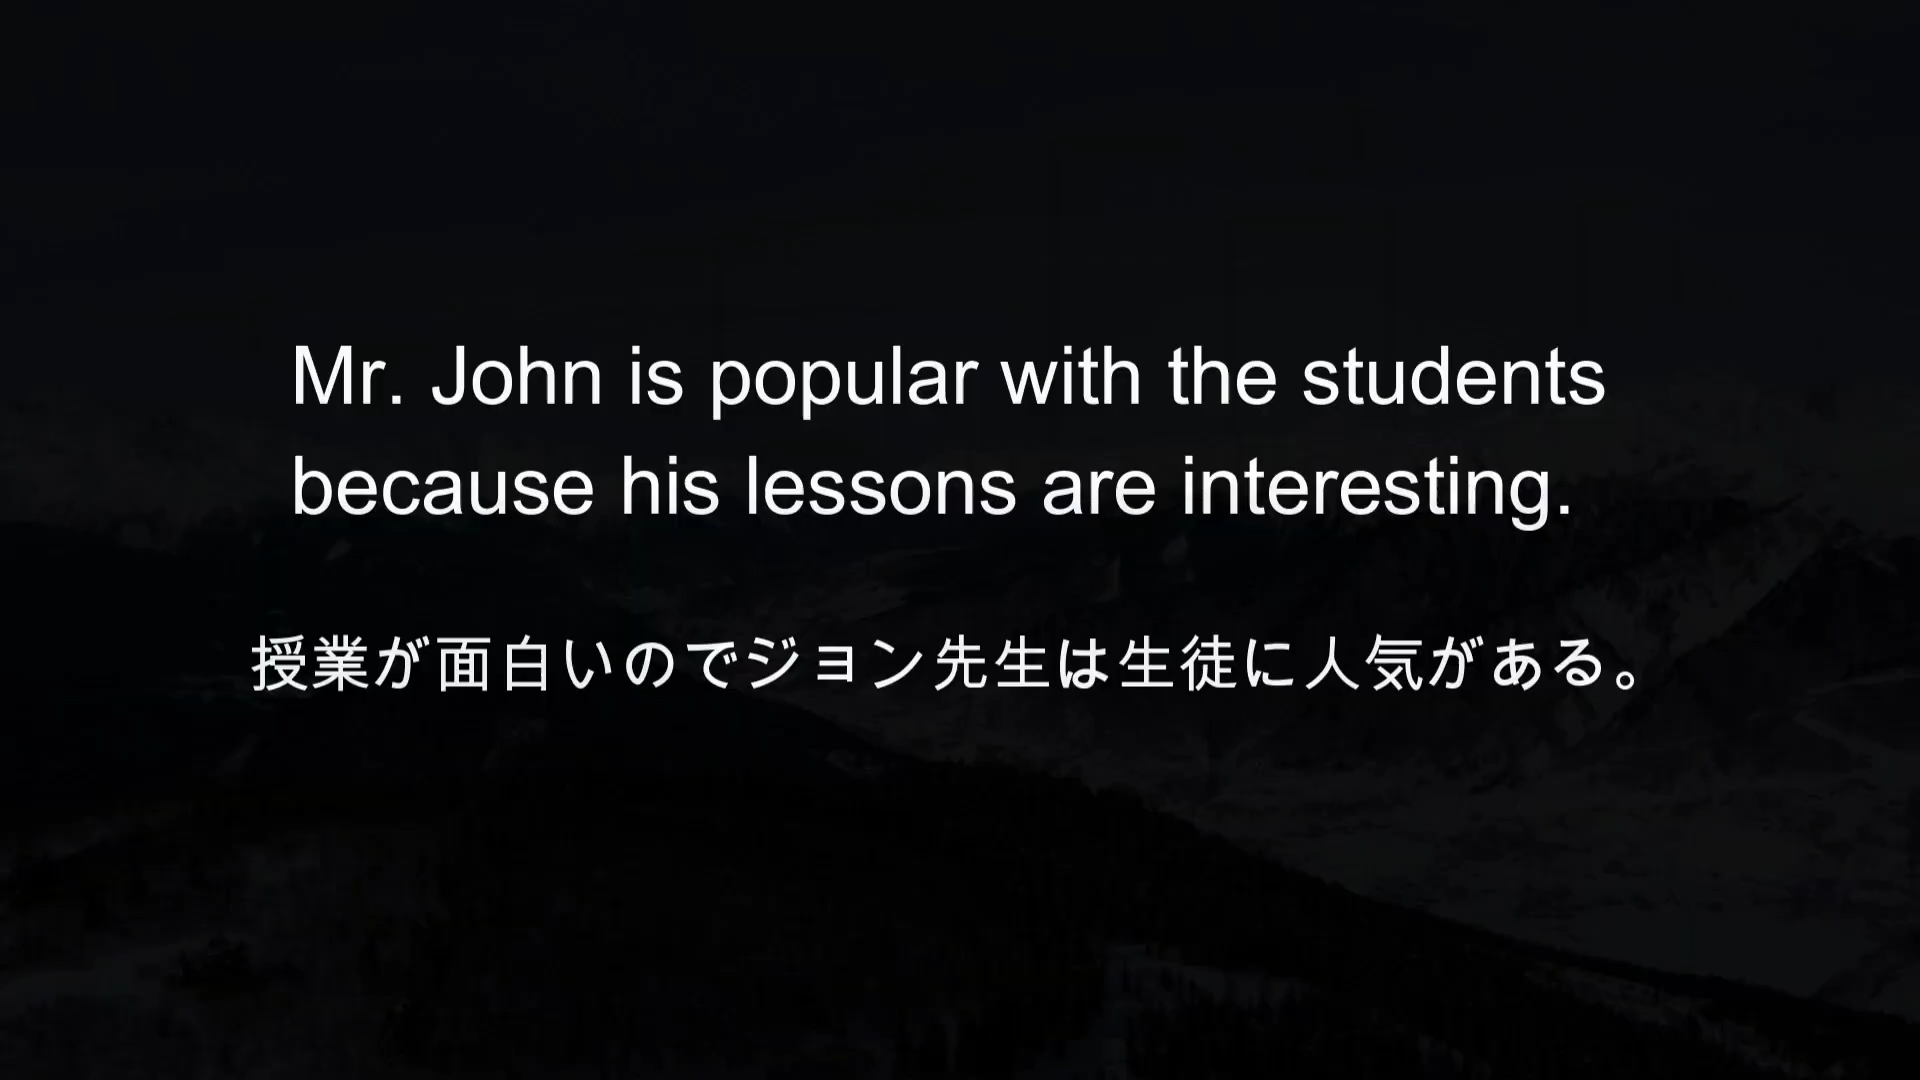 Mr. John is popular with the students
because his lessons are interesting.
授業が面白いのでジョン先生は生徒に人気がある。